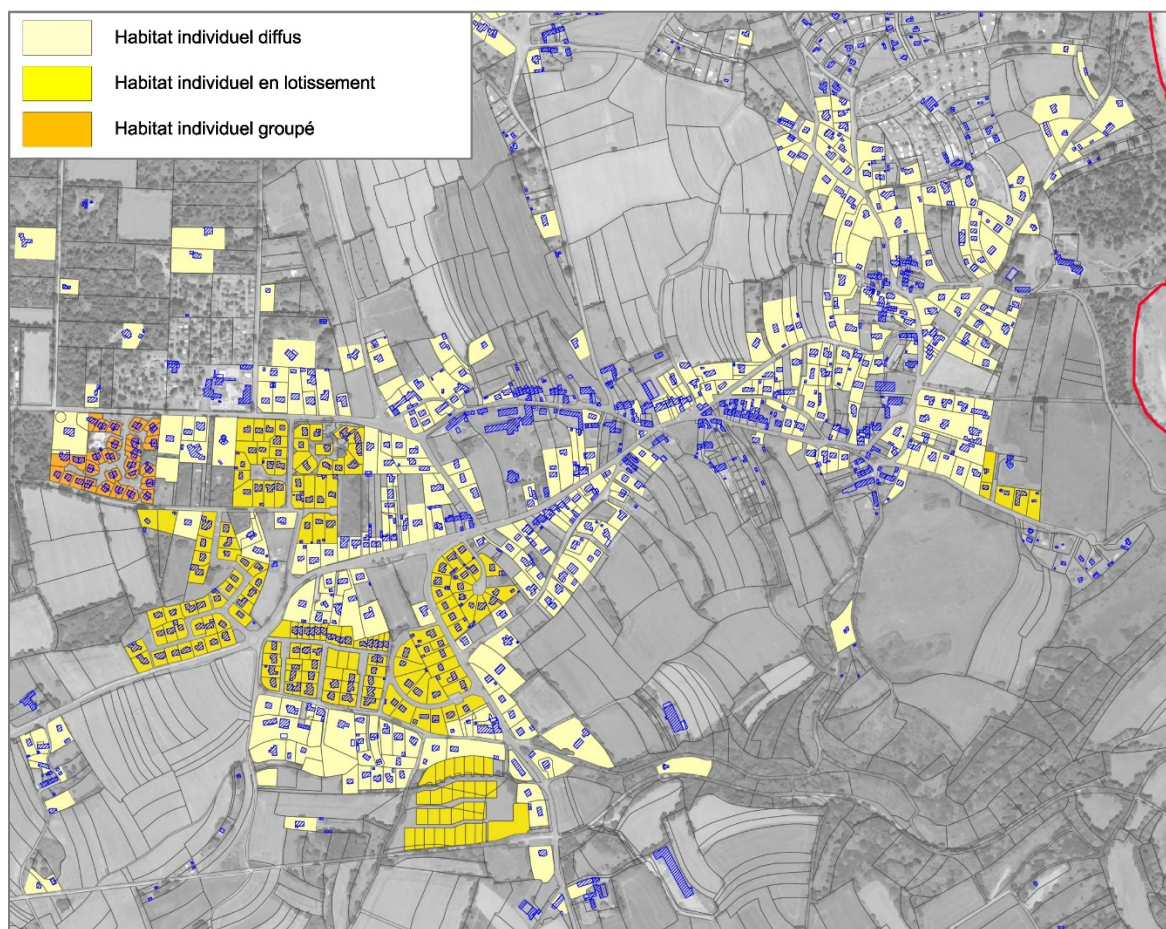 Habitat individuel diffus
Habitat individuel en lotissement
Habitat individuel groupé